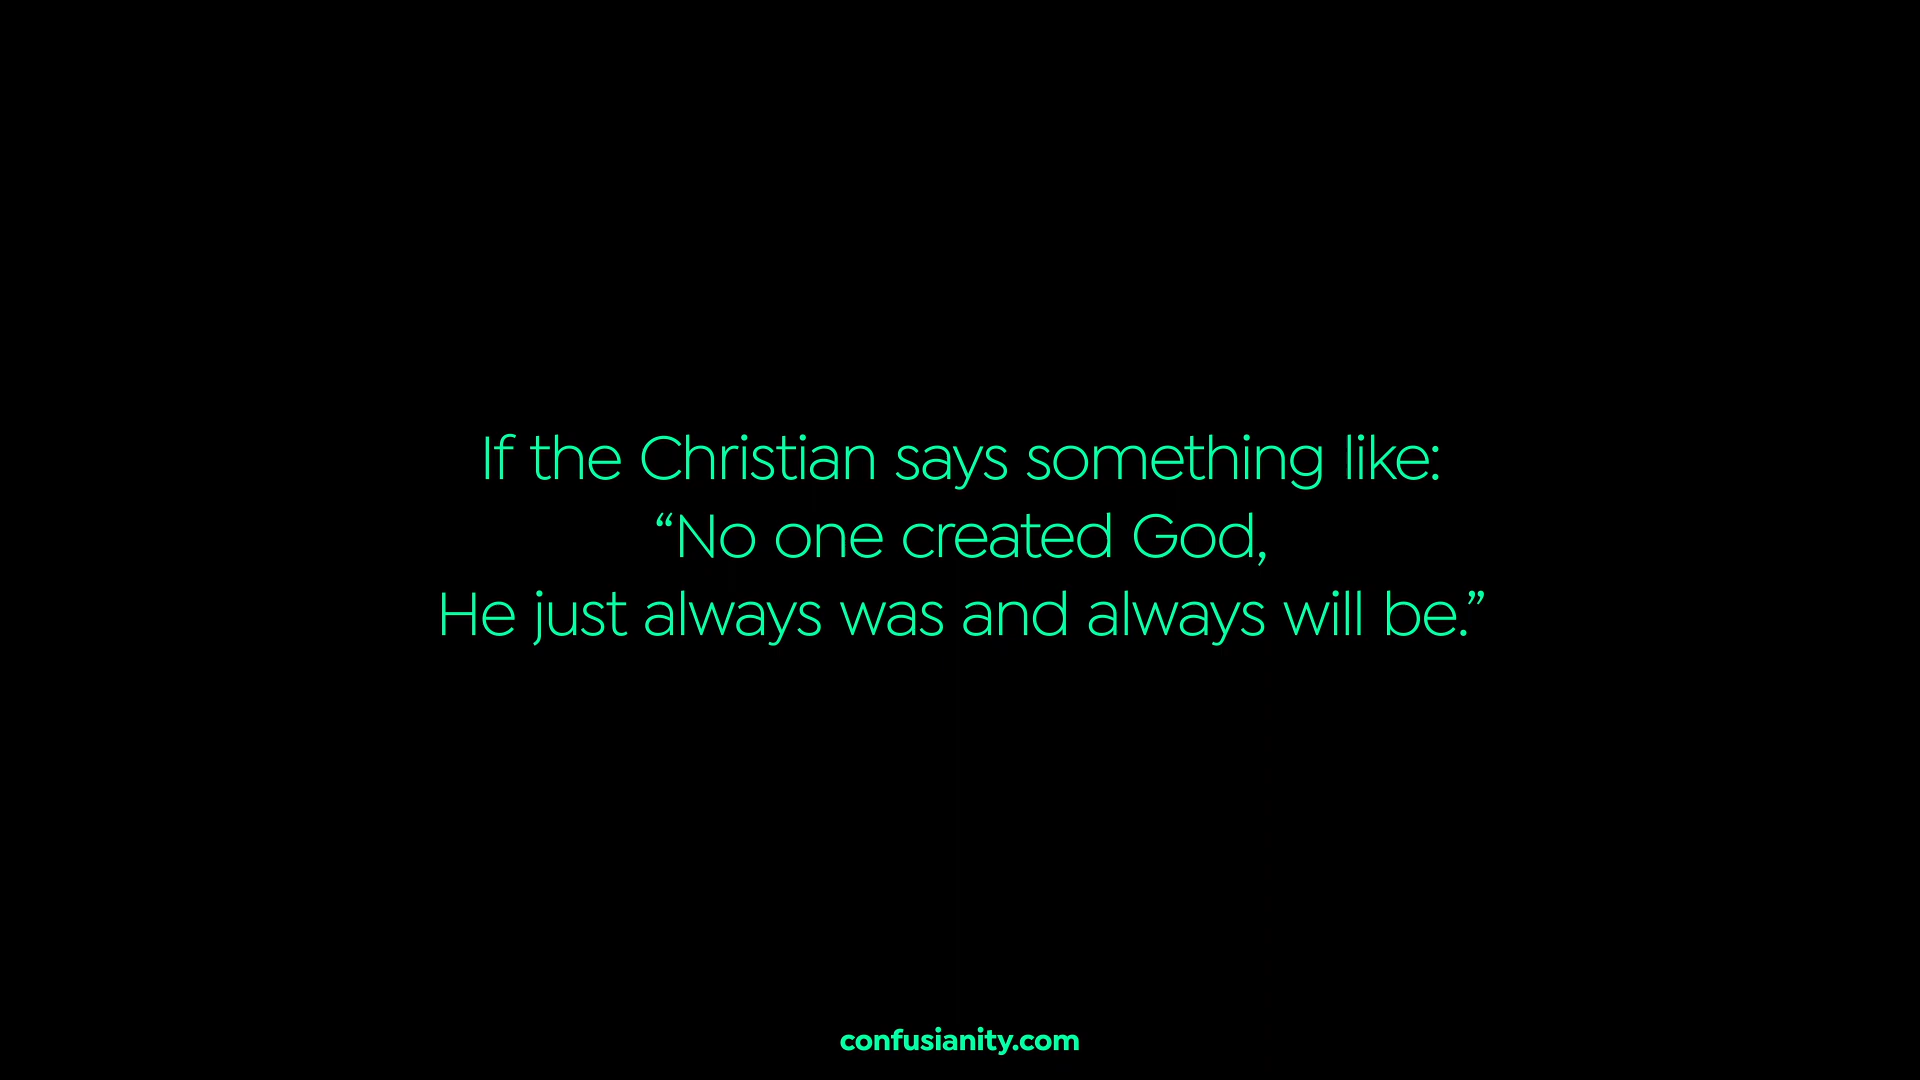 If the Christian says something like:
“No one created God,
He just always was and always will be.”
confusianity.com